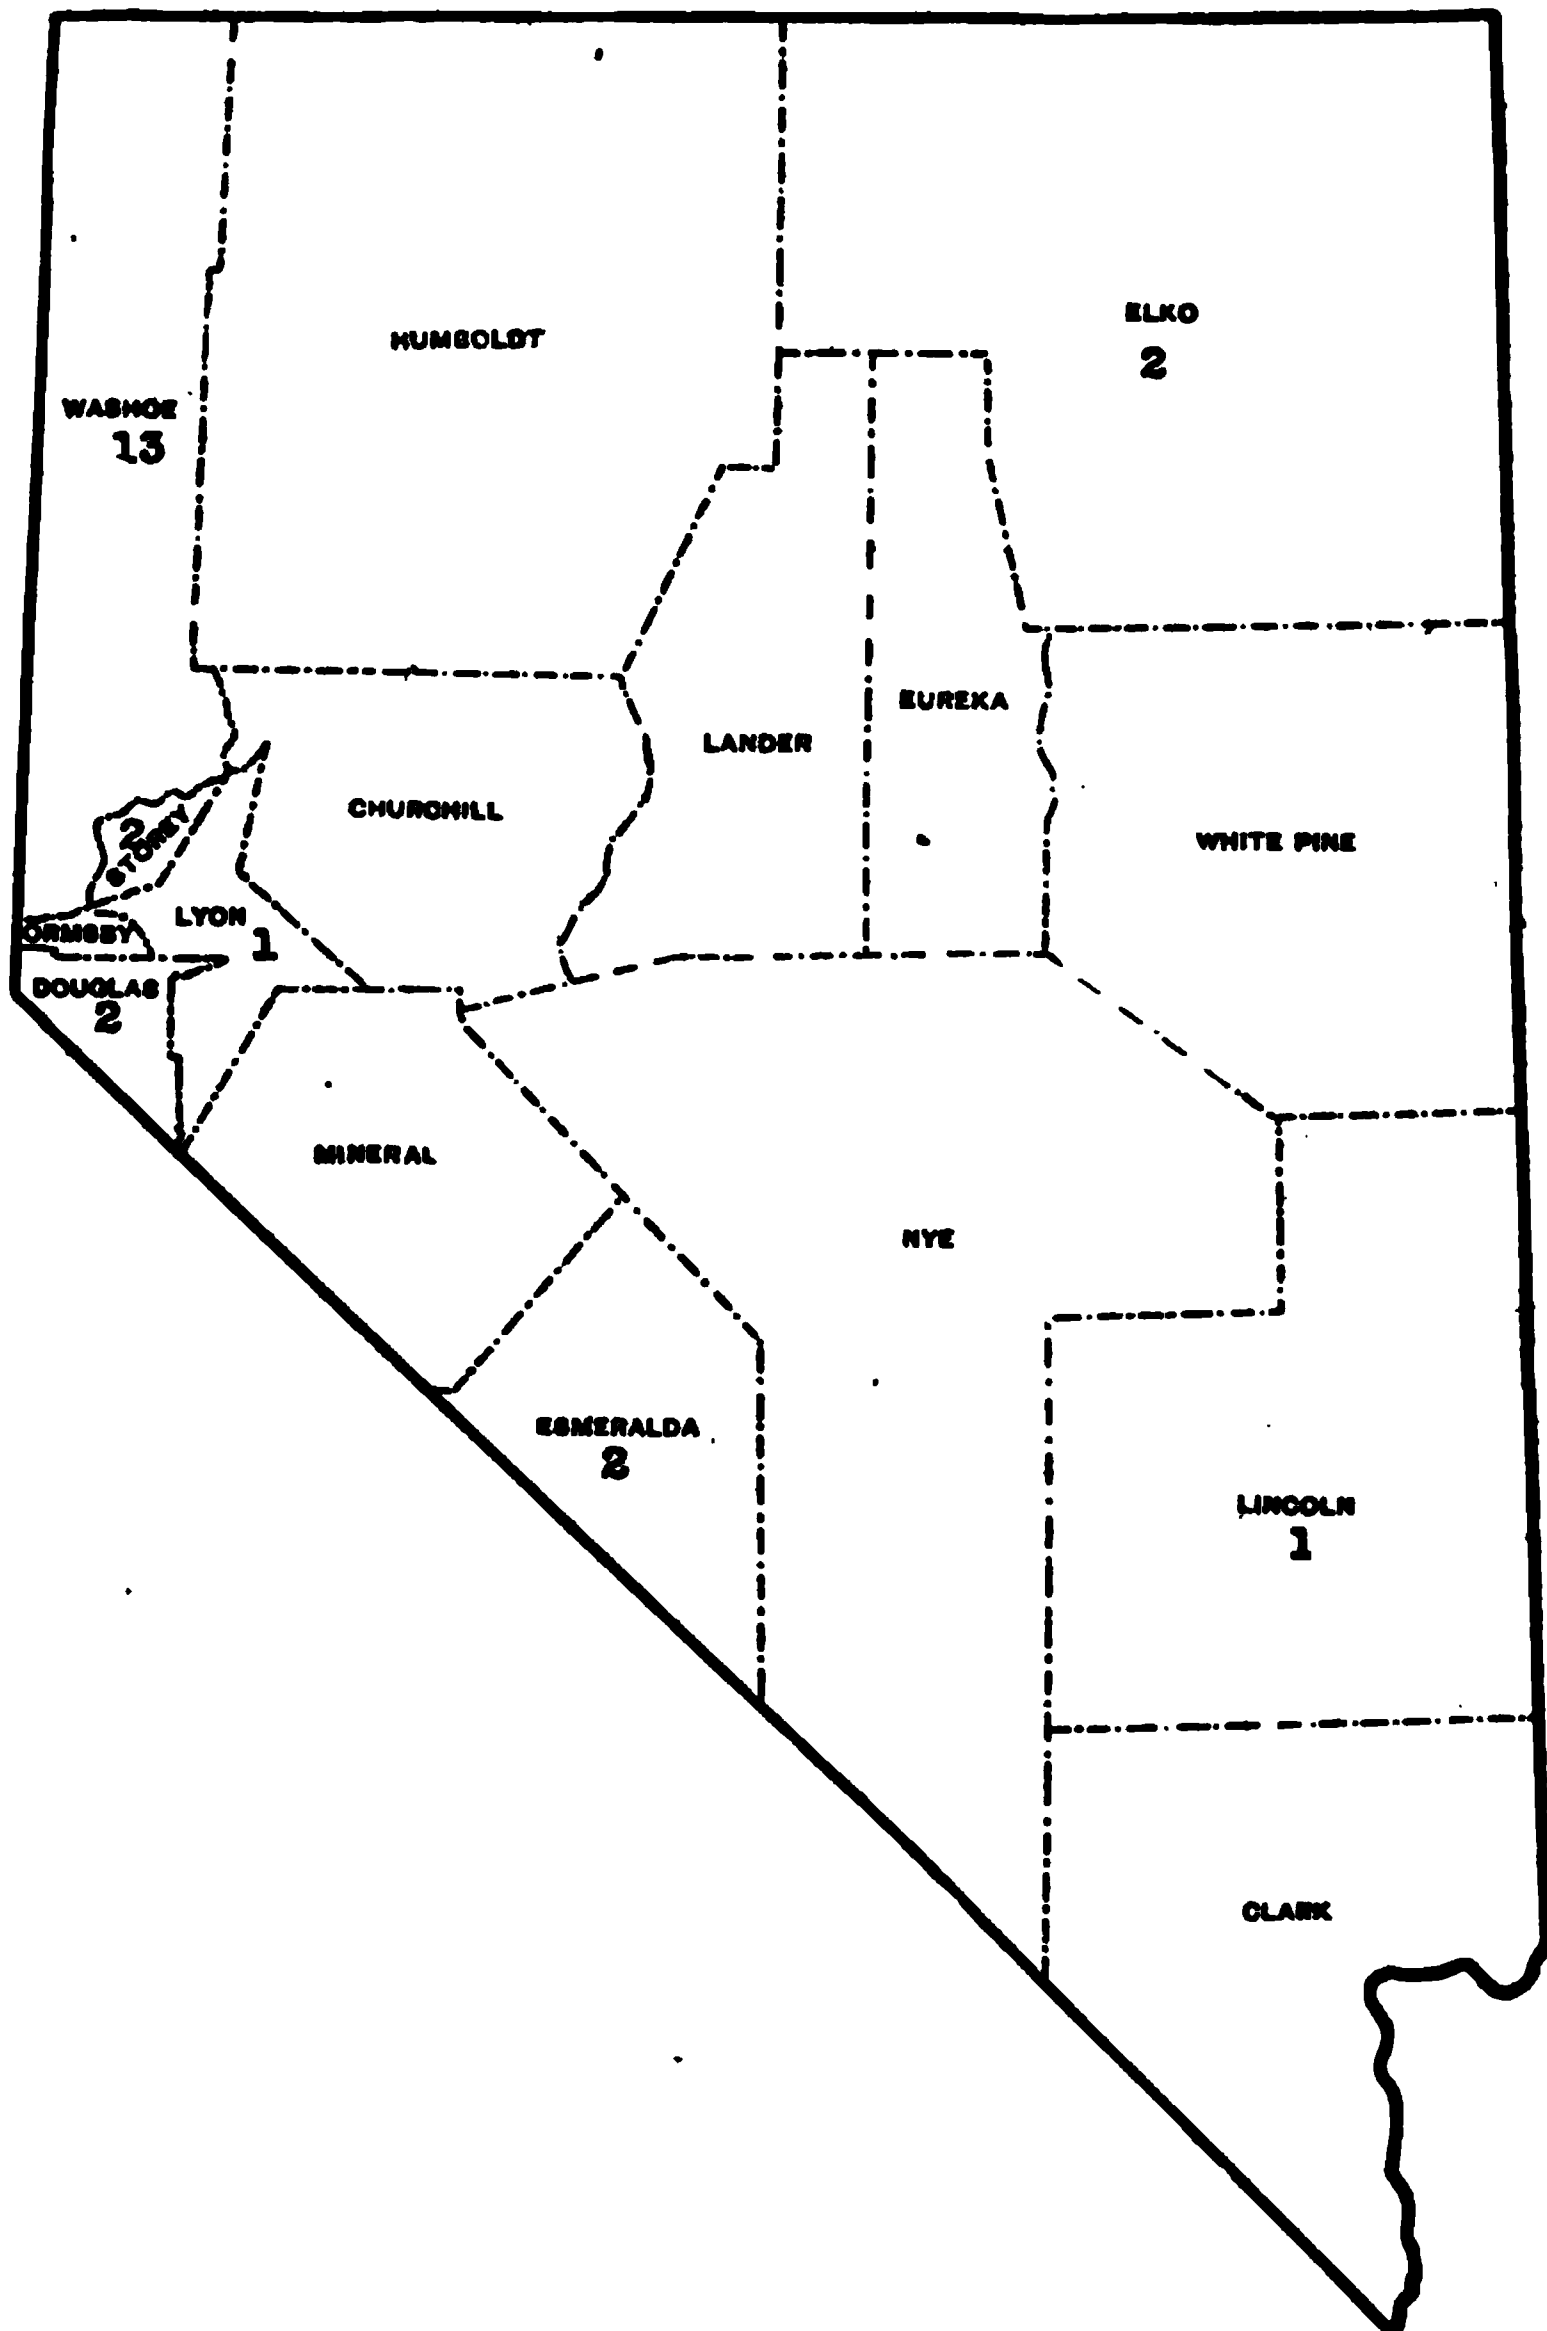 ELKO
2
HUMBOLDT
WASHOE
13
EUREKA
LANDER
CHURCHILL
2
STOREY
WHITE PINE
LYON
1
ORMSBY
DOUGLAS
2
MINERAL
NYE
ESMERALDA
2
LINCOLN
1
CLARK